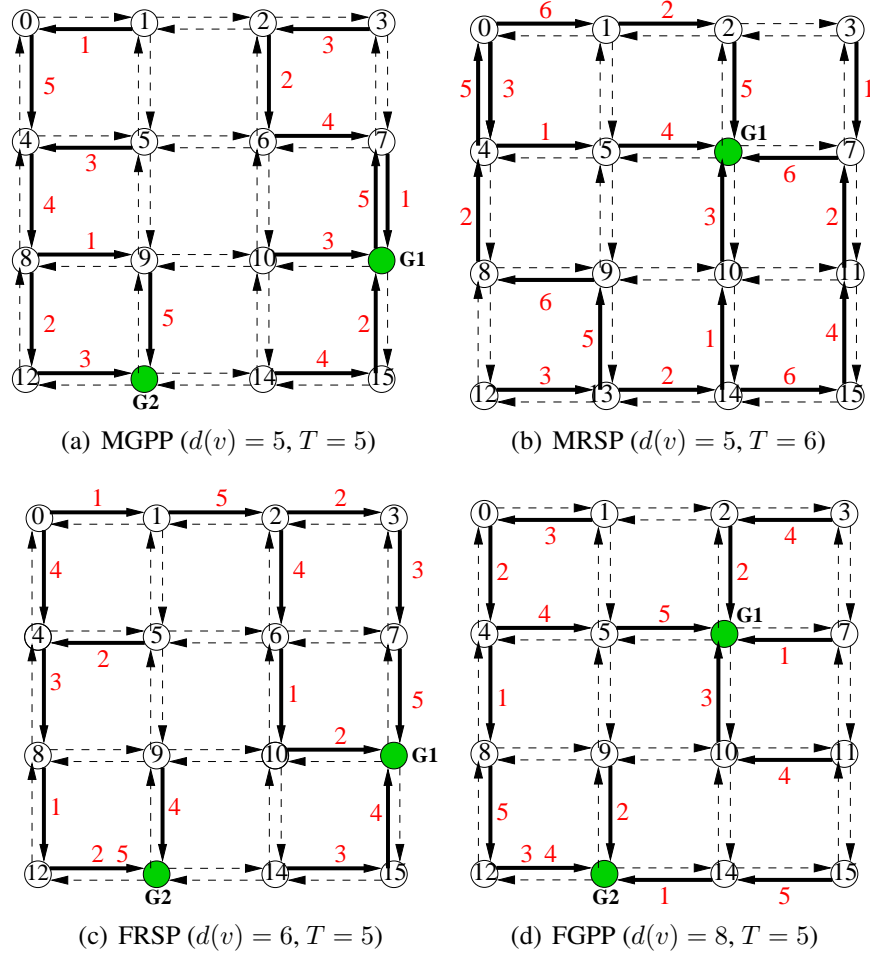 0 1 2 3
1 3
5 2
4 5 6 7
3 4
4 5 1
8 9 10 G1
1 3
2 5 2
12 3 14 4 15
G2
(a) MGPP (d(v) = 5, T = 5)
0 6 1 2 2 3
5 3 5 1
G1
4 1 5 4 7
6
2 3 2
8 9 10 11
6
5 1 4
12 3 13 2 14 6 15
(b) MRSP (d(v) = 5, T = 6)
1 5 2
0 1 2 3
4 4 3
4 5 6 7
2
3 1 5
8 9 10 2 G1
1 4 4
12 2 5 14 3 15
G2
(c) FRSP (d(v) = 6, T = 5)
0 1 2 3
3 4
2 2
G1
4 4 5 5 7
1
1 3
8 9 10 11
4
5 2
12 3 4 14 15
G2 1 5
(d) FGPP (d(v) = 8, T = 5)